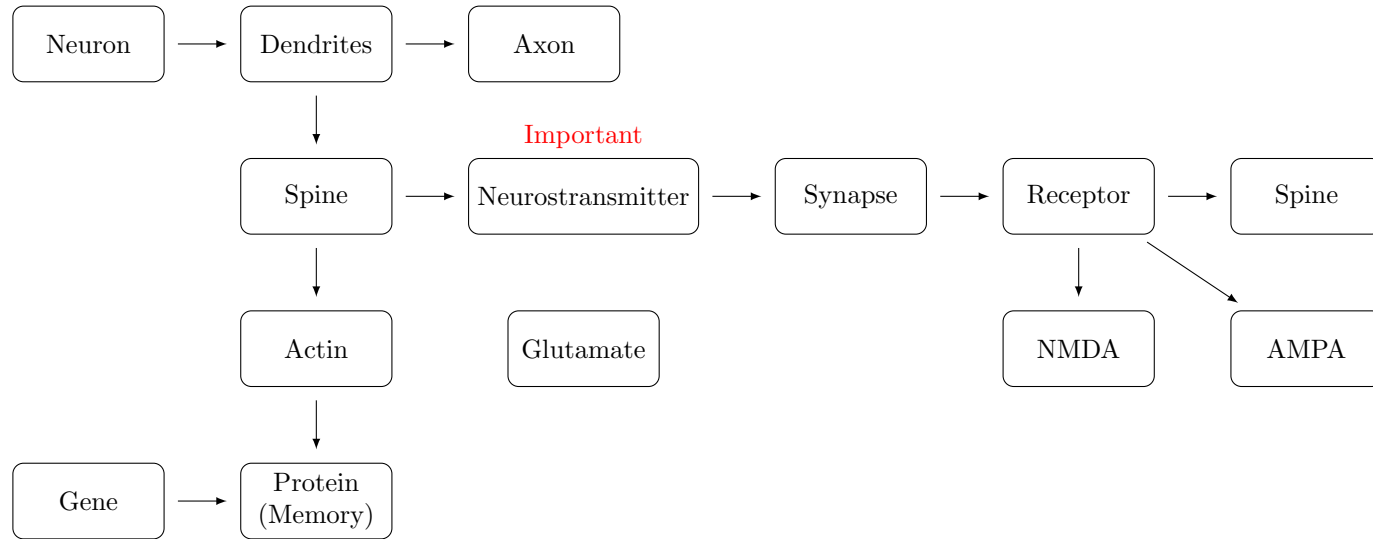 Neuron
Dendrites
Axon
Important
Spine
Neurostransmitter
Synapse
Receptor
Spine
Actin
Glutamate
NMDA
AMPA
Gene
Protein
(Memory)